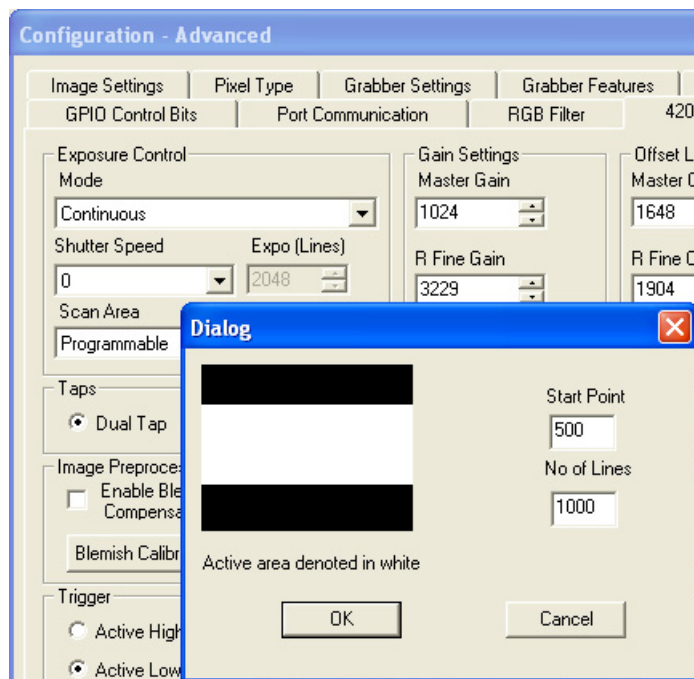 Configuration - Advanced
Image Settings Pixel Type Grabber Settings Grabber Features
GPIO Control Bits Port Communication RGB Filter 420
Exposure Control Gain Settings Offset L
Mode Master Gain Master
Continuous 1024 1648
Shutter Speed Expo (Lines)
0 2048
R Fine Gain R Fine
3229 1904
Scan Area
Programmable
Dialog
Taps
Dual Tap
Start Point
500
Image Preproces
Enable Ble
Compensa
No of Lines
1000
Blemish Calibr
Active area denoted in white
Trigger
Active High
Active Low
OK Cancel